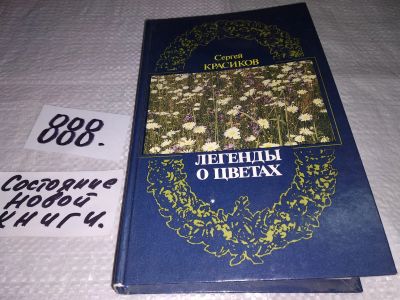 888.
Состояние
Новой
книги.
Сергей
КРАСИКОВ
ЛЕГЕНДЫ
О ЦВЕТАХ